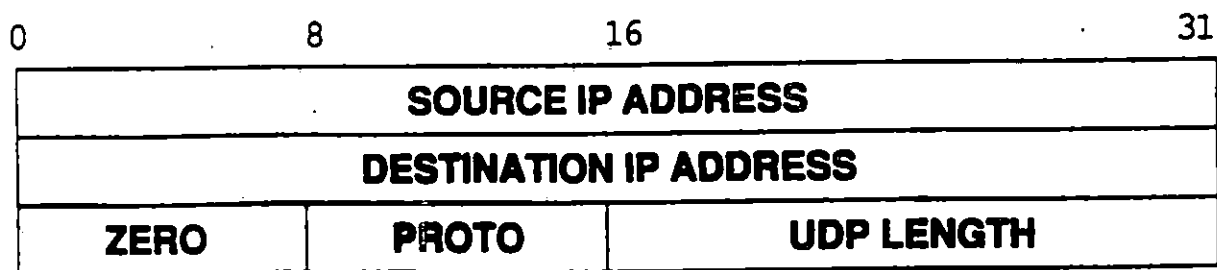 0 8 16 31
SOURCE IP ADDRESS
DESTINATION IP ADDRESS
ZERO PROTO UDP LENGTH